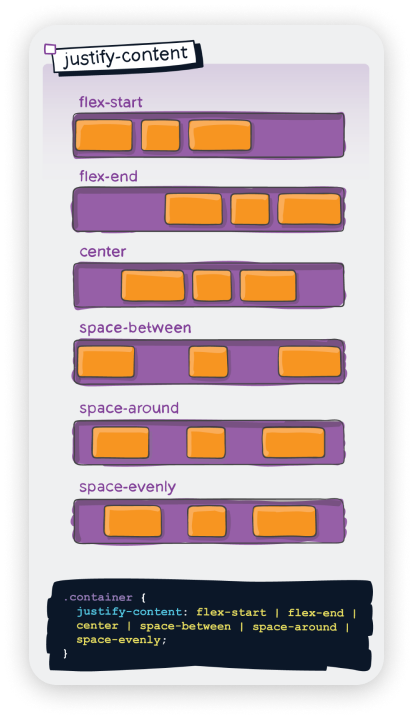 justify-content
flex-start
flex-end
center
space-between
space-around
space-evenly
.container {
  justify-content: flex-start | flex-end |
  center | space-between | space-around |
  space-evenly;
}